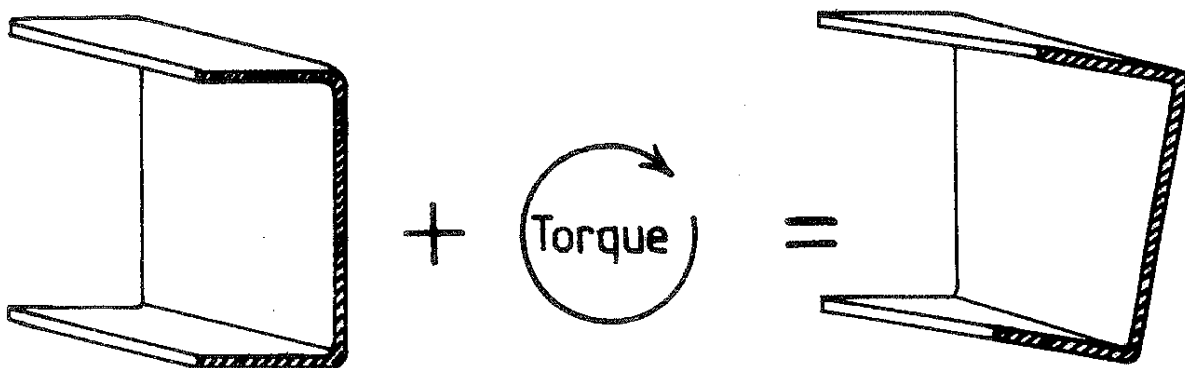 + Torque =